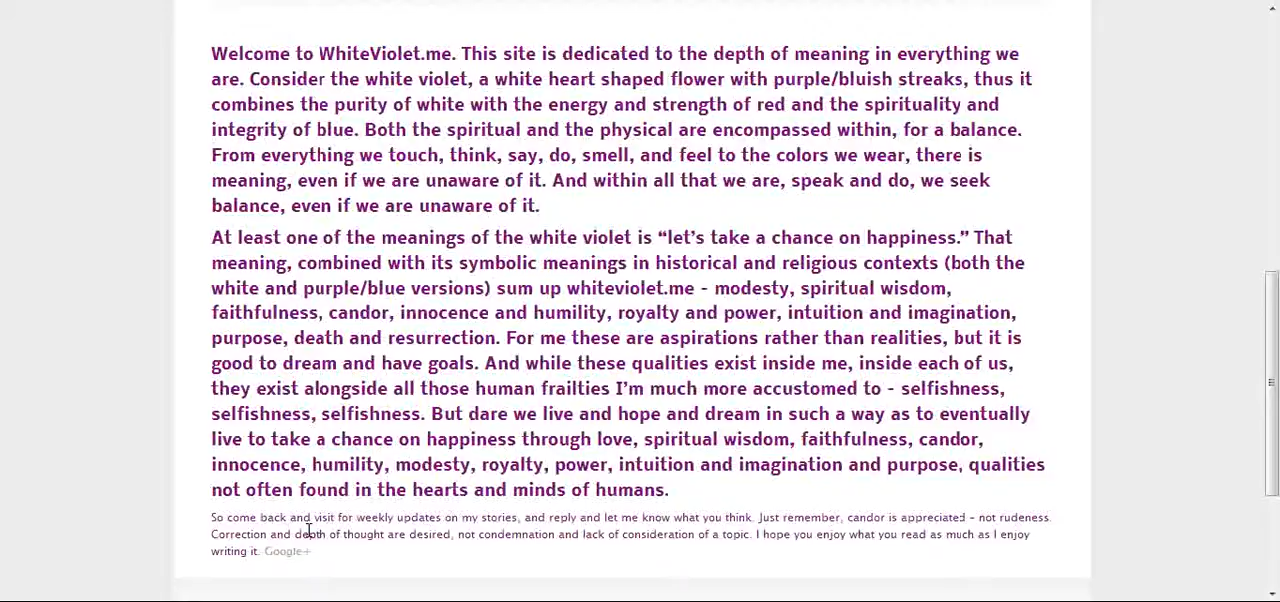 Welcome to WhiteViolet.me. This site is dedicated to the depth of meaning in everything we
are. Consider the white violet, a white heart shaped flower with purple/bluish streaks, thus it
combines the purity of white with the energy and strength of red and the spirituality and
integrity of blue. Both the spiritual and the physical are encompassed within, for a balance.
From everything we touch, think, say, do, smell, and feel to the colors we wear, there is
meaning, even if we are unaware of it. And within all that we are, speak and do, we seek
balance, even if we are unaware of it.
At least one of the meanings of the white violet is “let’s take a chance on happiness.” That
meaning, combined with its symbolic meanings in historical and religious contexts (both the
white and purple/blue versions) sum up whiteviolet.me - modesty, spiritual wisdom,
faithfulness, candor, innocence and humility, royalty and power, intuition and imagination,
purpose, death and resurrection. For me these are aspirations rather than realities, but it is
good to dream and have goals. And while these qualities exist inside me, inside each of us,
they exist alongside all those human frailties I’m much more accustomed to - selfishness,
selfishness, selfishness. But dare we live and hope and dream in such a way as to eventually
live to take a chance on happiness through love, spiritual wisdom, faithfulness, candor,
innocence, humility, modesty, royalty, power, intuition and imagination and purpose, qualities
not often found in the hearts and minds of humans.
So come back and visit for weekly updates on my stories, and reply and let me know what you think. Just remember, candor is appreciated - not rudeness.
Correction and depth of thought are desired, not condemnation and lack of consideration of a topic. I hope you enjoy what you read as much as I enjoy
writing it. Google+